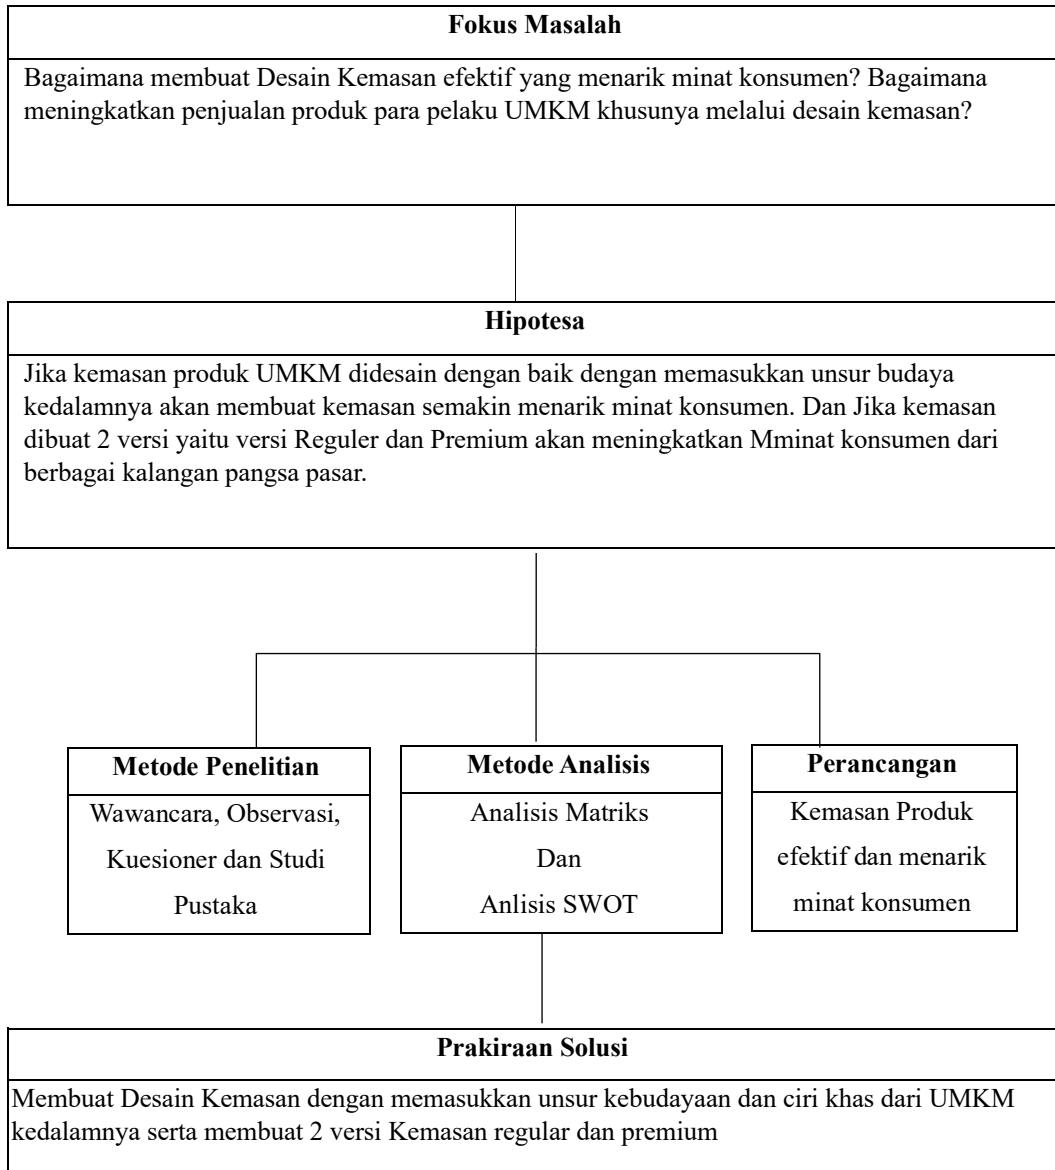 Fokus Masalah
Bagaimana membuat Desain Kemasan efektif yang menarik minat konsumen? Bagaimana
meningkatkan penjualan produk para pelaku UMKM khusunya melalui desain kemasan?
Hipotesa
Jika kemasan produk UMKM didesain dengan baik dengan memasukkan unsur budaya
kedalamnya akan membuat kemasan semakin menarik minat konsumen. Dan Jika kemasan
dibuat 2 versi yaitu versi Reguler dan Premium akan meningkatkan Mminat konsumen dari
berbagai kalangan pangsa pasar.
Metode Penelitian
Wawancara, Observasi,
Kuesioner dan Studi
Pustaka
Metode Analisis
Analisis Matriks
Dan
Anlisis SWOT
Perancangan
Kemasan Produk
efektif dan menarik
minat konsumen
Prakiraan Solusi
Membuat Desain Kemasan dengan memasukkan unsur kebudayaan dan ciri khas dari UMKM
kedalamnya serta membuat 2 versi Kemasan regular dan premium